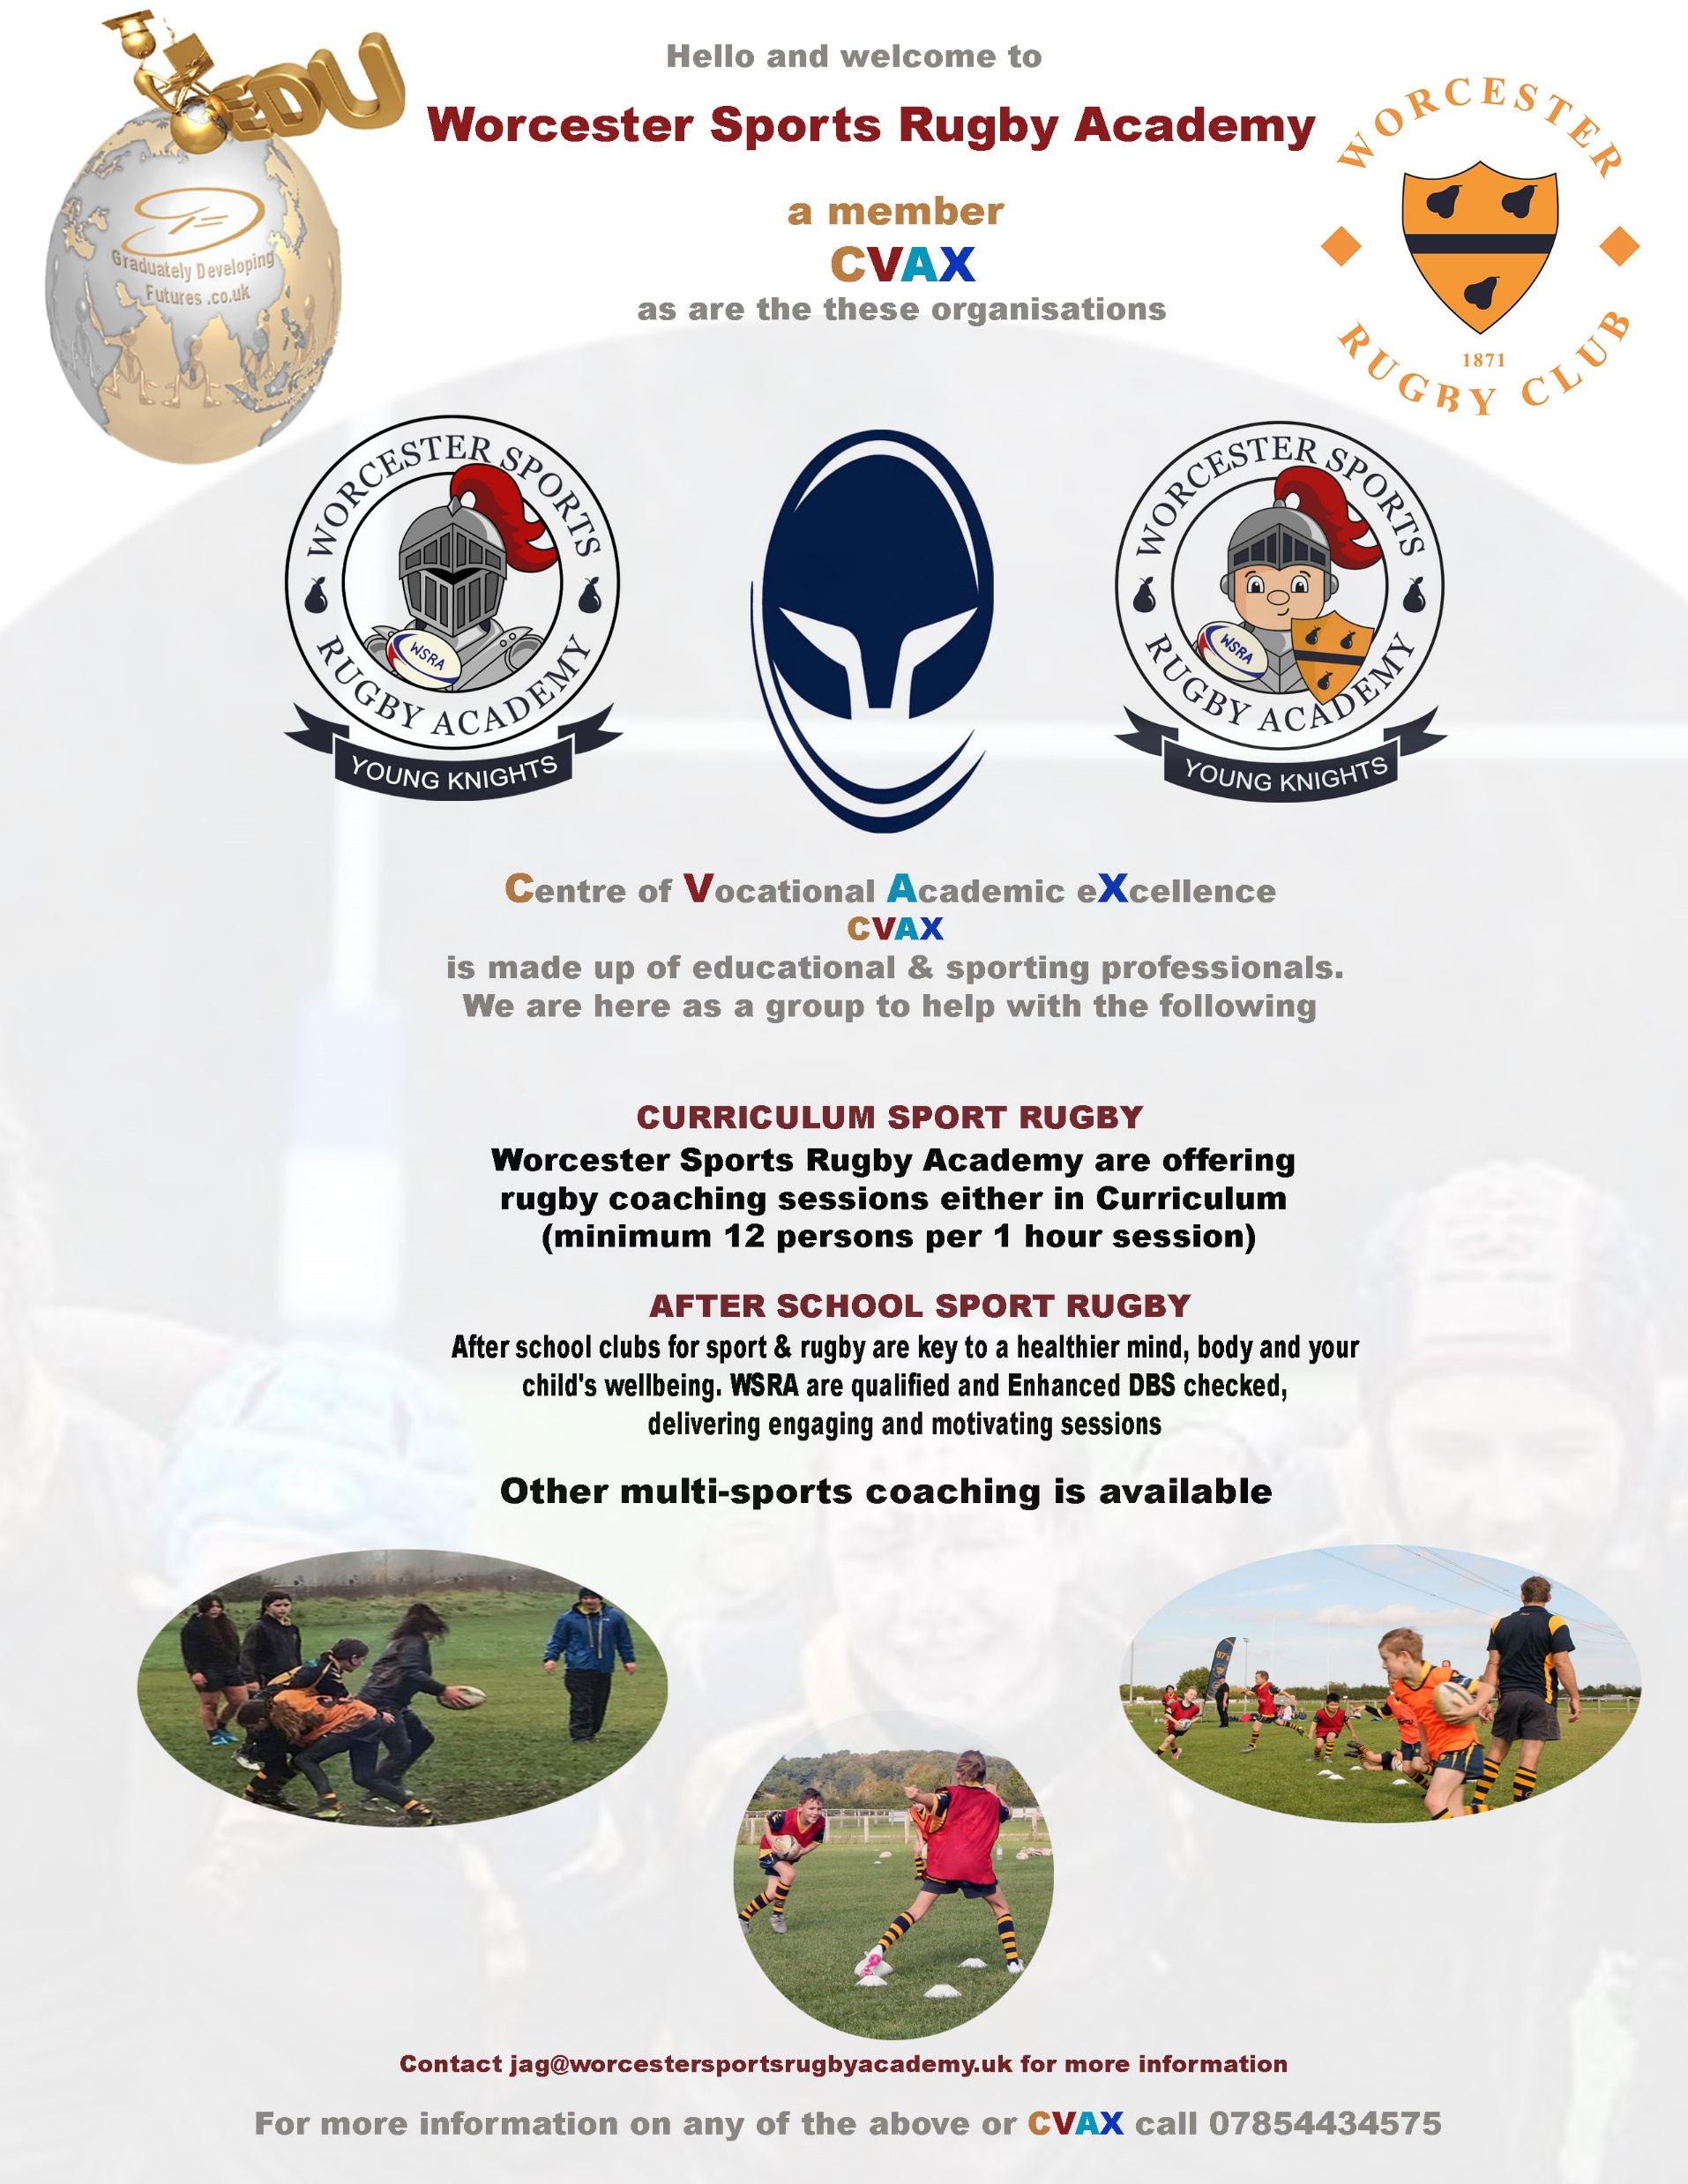 Hello and welcome to
EDU
Worcester Sports Rugby Academy
WORCESTER
a member
CVAX
Graduately Developing
Futures .co.uk
as are the these organisations
1871
RUGBY CLUB
WORCESTER SPORTS
WSRA
RUGBY ACADEMY
YOUNG KNIGHTS
WORCESTER SPORTS
WSRA
RUGBY ACADEMY
YOUNG KNIGHTS
Centre of Vocational Academic eXcellence
CVAX
is made up of educational & sporting professionals.
We are here as a group to help with the following
CURRICULUM SPORT RUGBY
Worcester Sports Rugby Academy are offering
rugby coaching sessions either in Curriculum
(minimum 12 persons per 1 hour session)
AFTER SCHOOL SPORT RUGBY
After school clubs for sport & rugby are key to a healthier mind, body and your
child's wellbeing. WSRA are qualified and Enhanced DBS checked,
delivering engaging and motivating sessions
Other multi-sports coaching is available
Contact jag@worcestersportsrugbyacademy.uk for more information
For more information on any of the above or CVAX call 07854434575